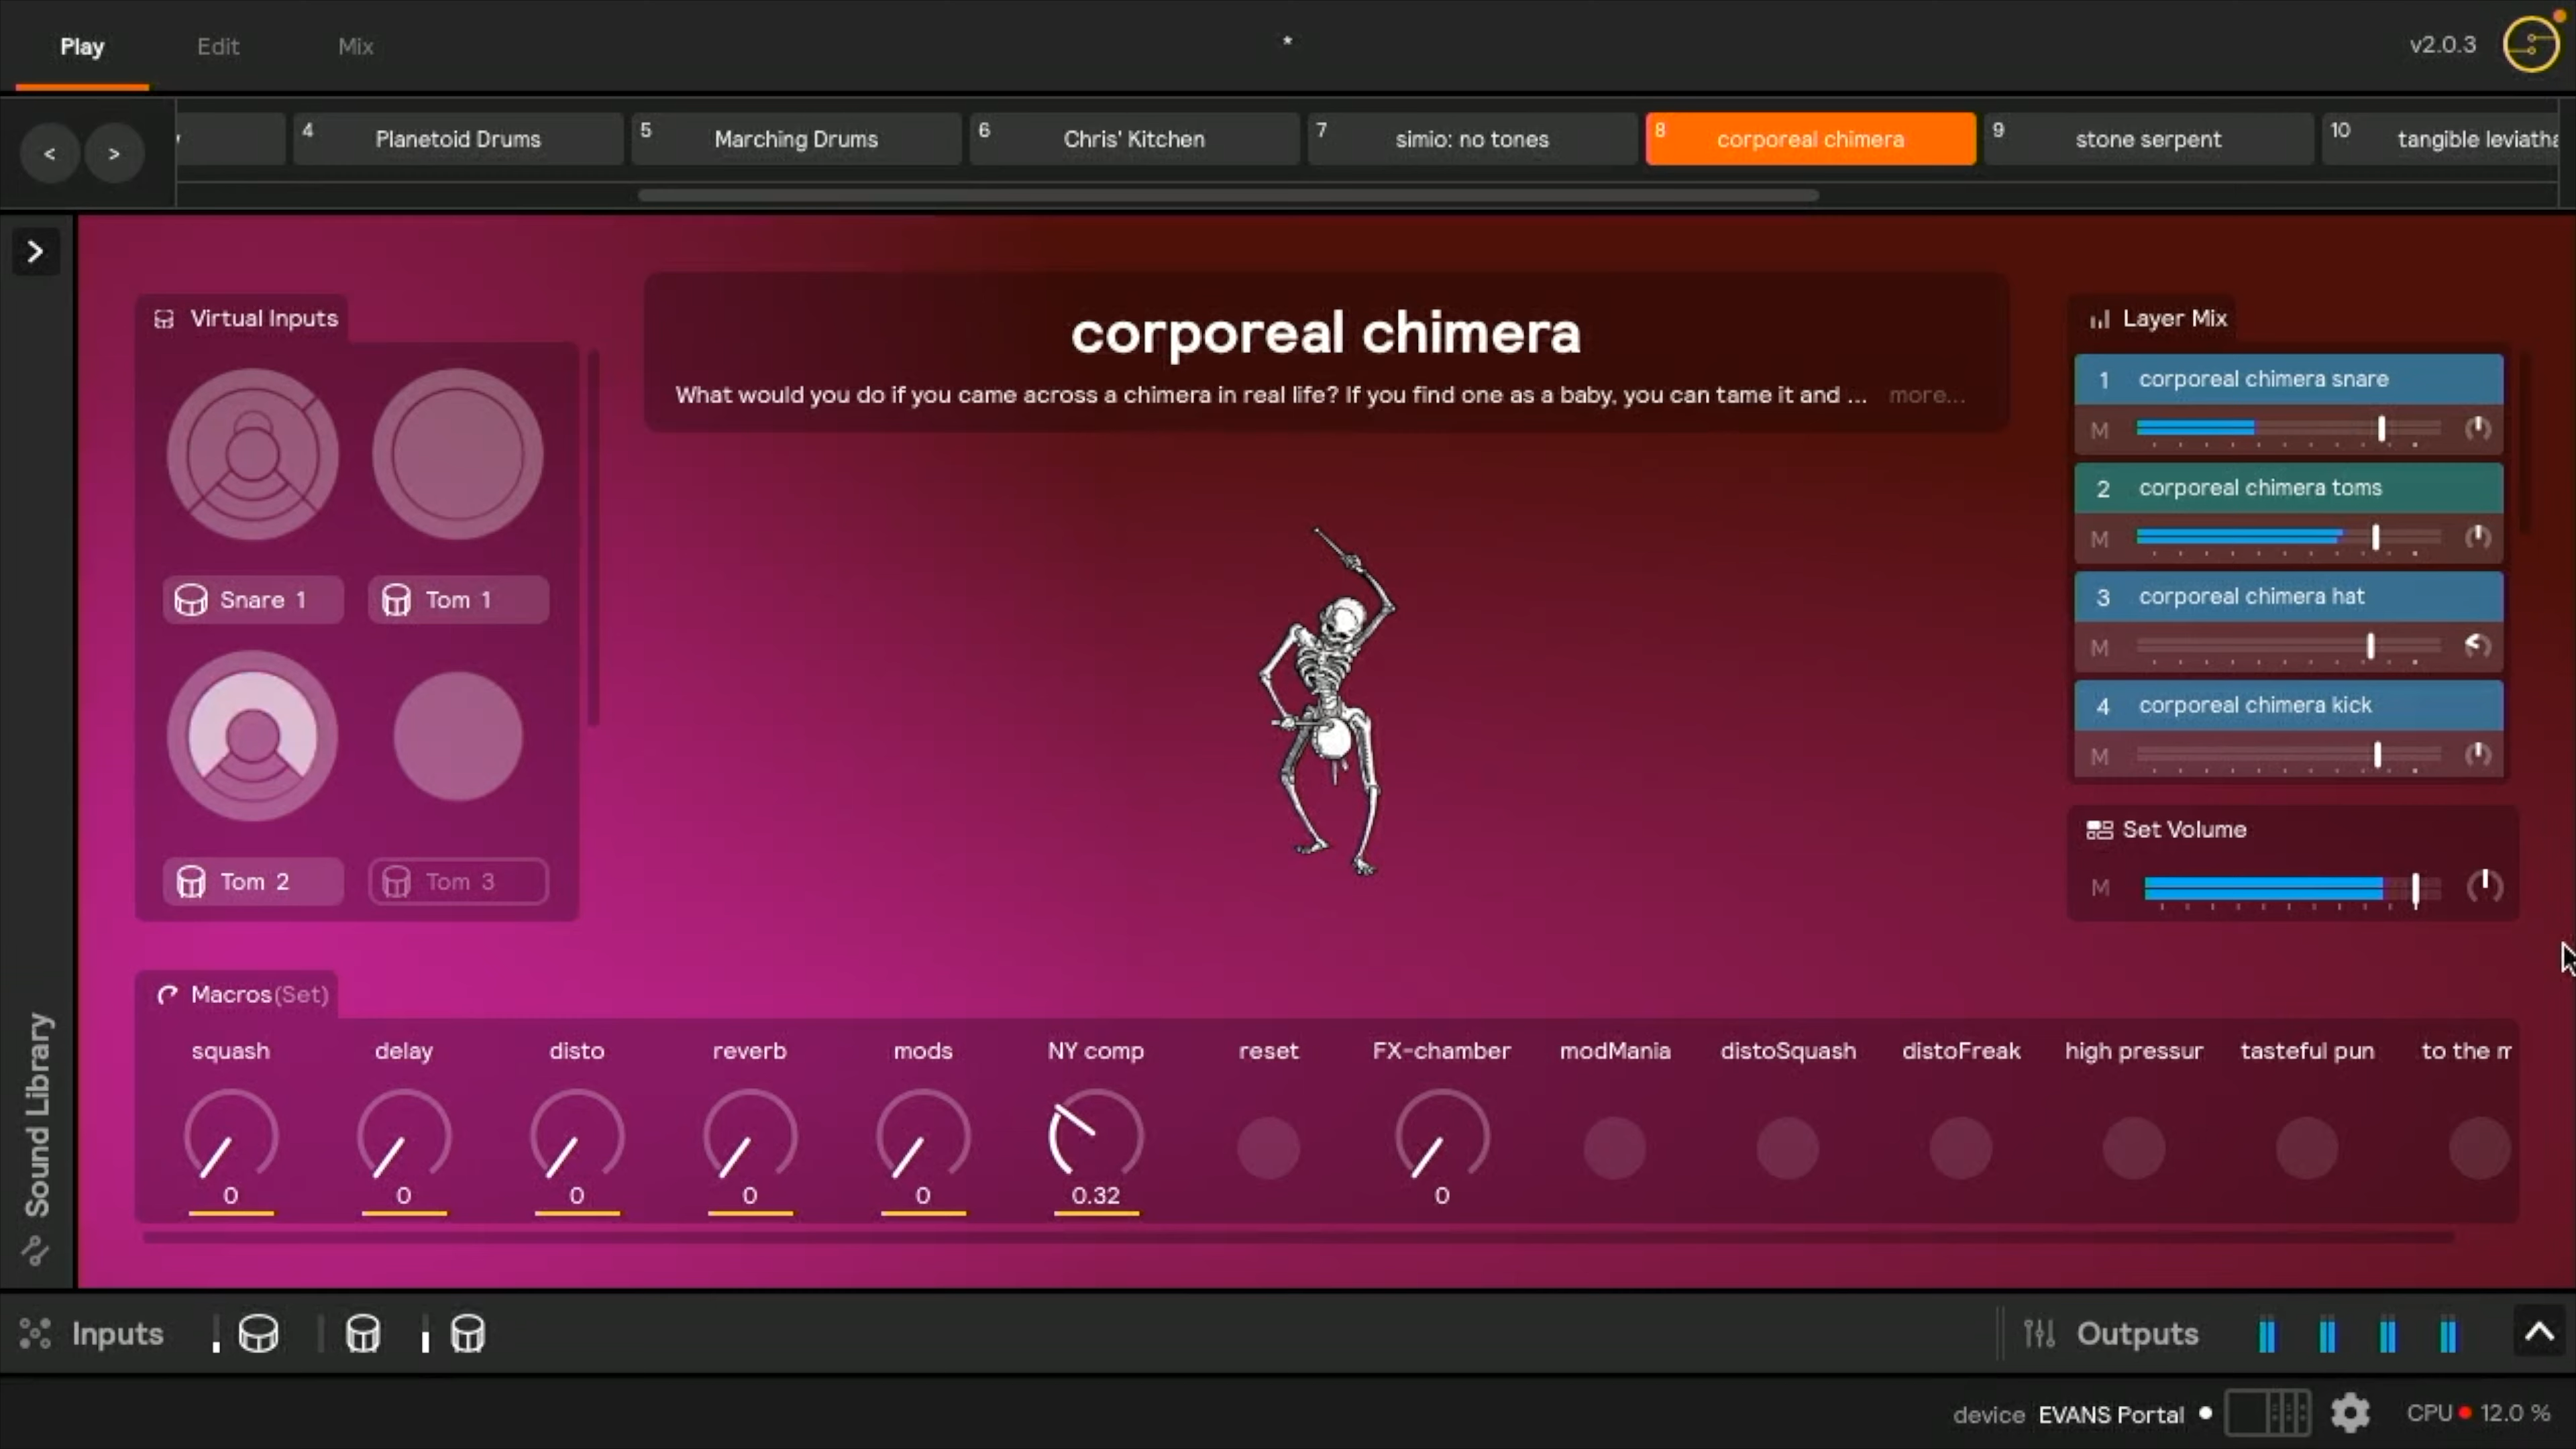 Play
Edit
Mix
*
v2.0.3
<
>
4 Planetoid Drums
5 Marching Drums
6 Chris' Kitchen
7 simio: no tones
8 corporeal chimera
9 stone serpent
10 tangible leviatha
Virtual Inputs
Snare 1
Tom 1
Tom 2
Tom 3
corporeal chimera
What would you do if you came across a chimera in real life? If you find one as a baby, you can tame it and ... more...
Layer Mix
1 corporeal chimera snare
M
2 corporeal chimera toms
M
3 corporeal chimera hat
M
4 corporeal chimera kick
M
Set Volume
M
Sound Library
Macros(Set)
squash
delay
disto
reverb
mods
NY comp
reset
FX-chamber
modMania
distoSquash
distoFreak
high pressur
tasteful pun
to the m
0
0
0
0
0
0.32
0
Inputs
Outputs
device EVANS Portal
CPU 12.0 %